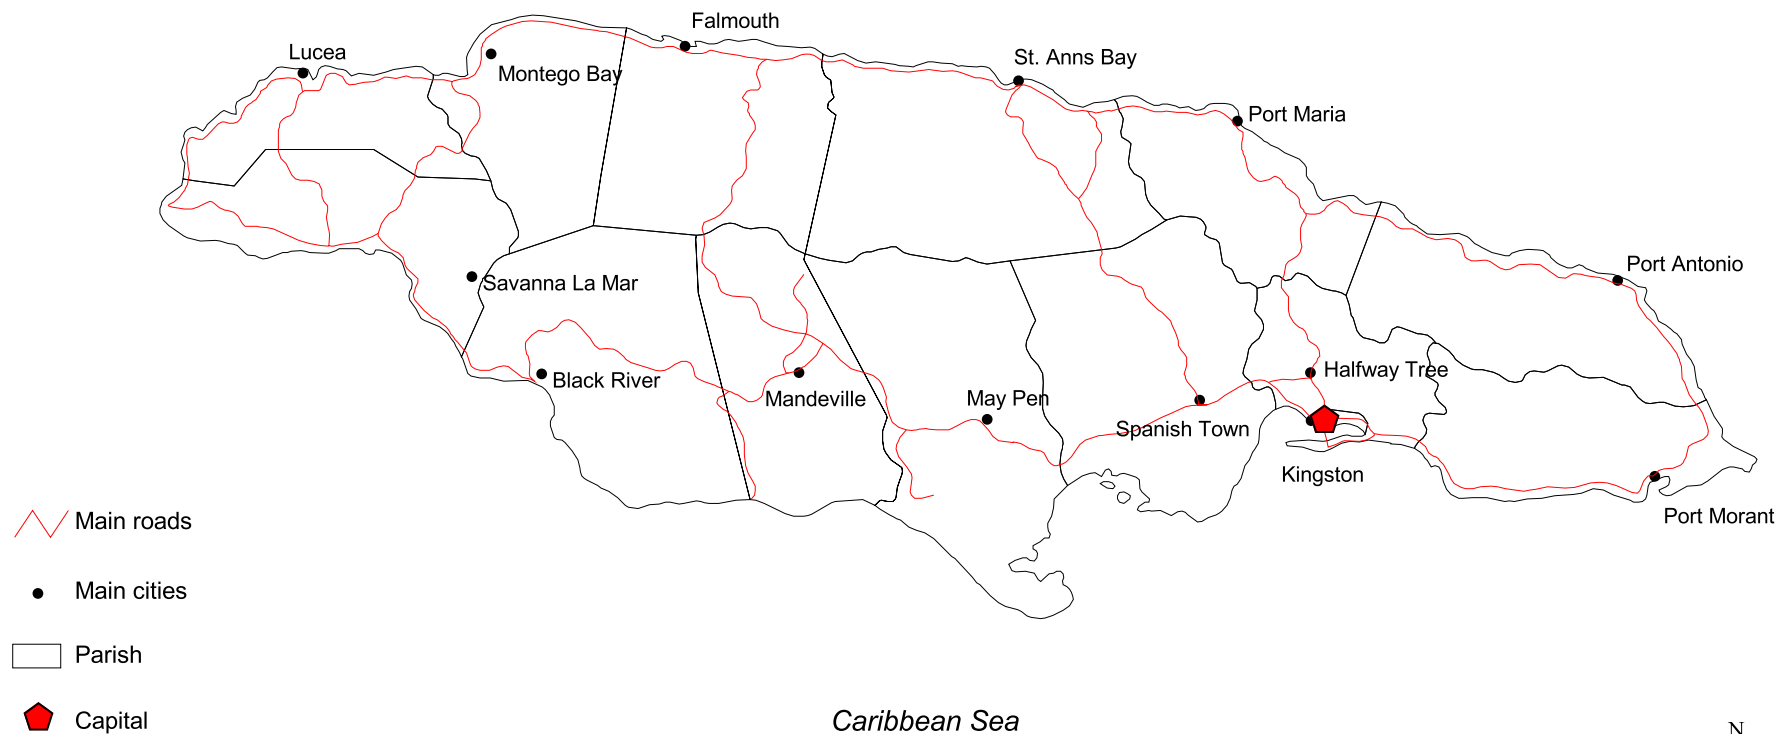 Falmouth
Lucea
St. Anns Bay
Montego Bay
Port Maria
Port Antonio
Savanna La Mar
Halfway Tree
Black River
Mandeville
May Pen
Spanish Town
Kingston
Port Morant
Main roads
Main cities
Parish
Capital
Caribbean Sea
N